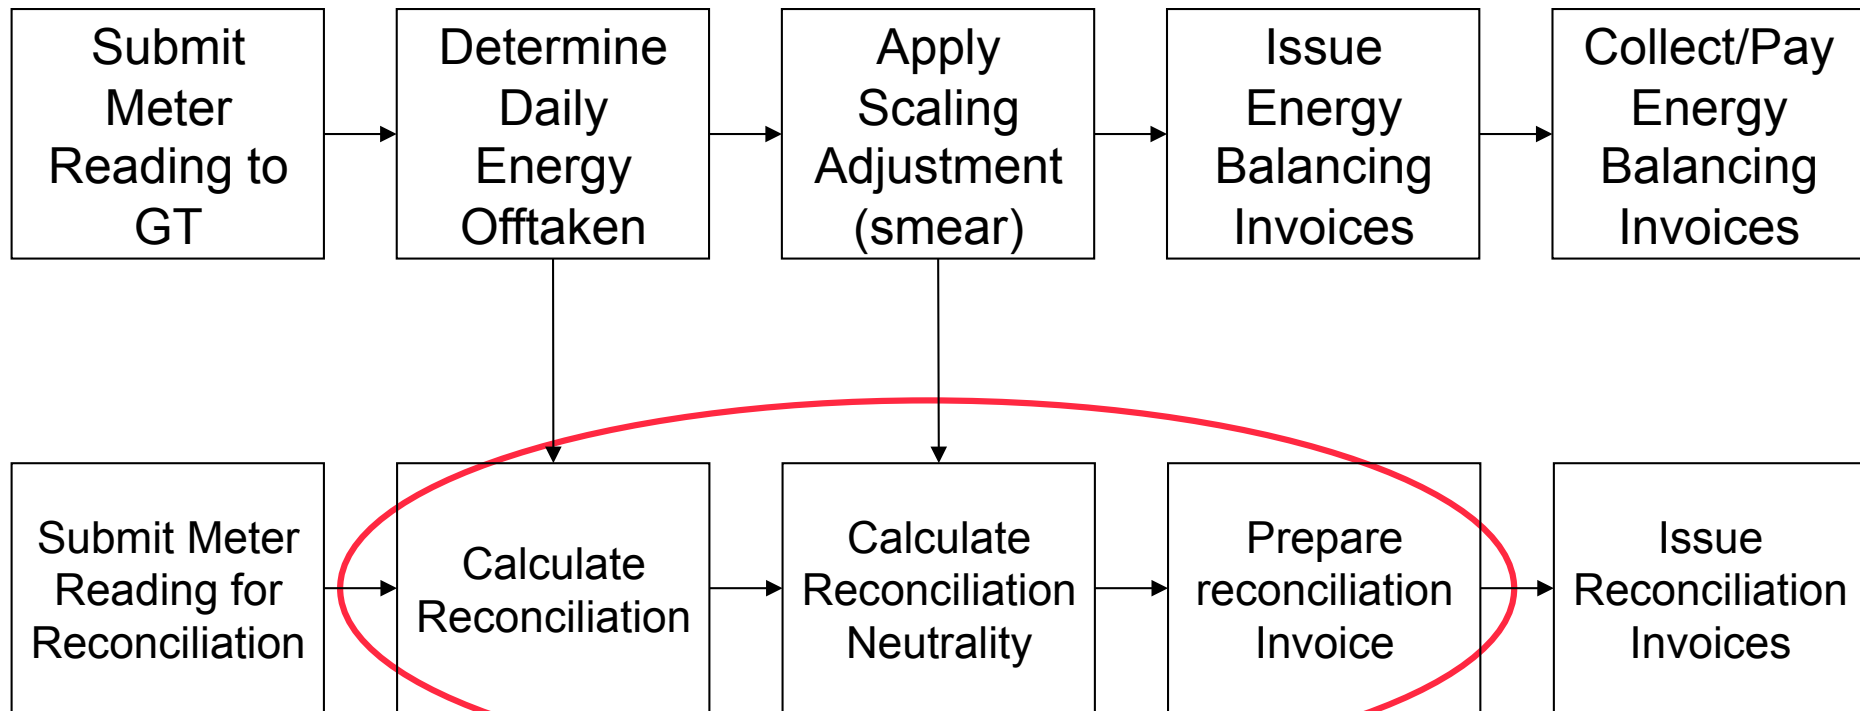 Submit
Meter
Reading to
GT
Determine
Daily
Energy
Offtaken
Apply
Scaling
Adjustment
(smear)
Issue
Energy
Balancing
Invoices
Collect/Pay
Energy
Balancing
Invoices
Submit Meter
Reading for
Reconciliation
Calculate
Reconciliation
Calculate
Reconciliation
Neutrality
Prepare
reconciliation
Invoice
Issue
Reconciliation
Invoices